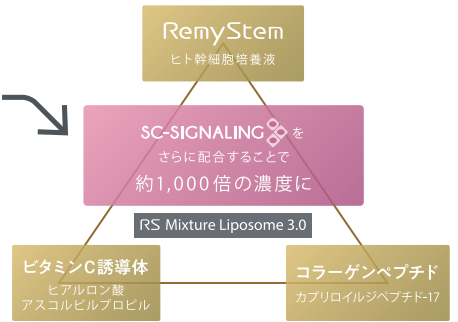 RemyStem
ヒト幹細胞培養液
SC-SIGNALING を
さらに配合することで
約1,000倍の濃度に
RS Mixture Liposome 3.0
ビタミンC誘導体
ヒアルロン酸
アスコルビルプロピル
コラーゲンペプチド
カプリロイルジペプチド-17